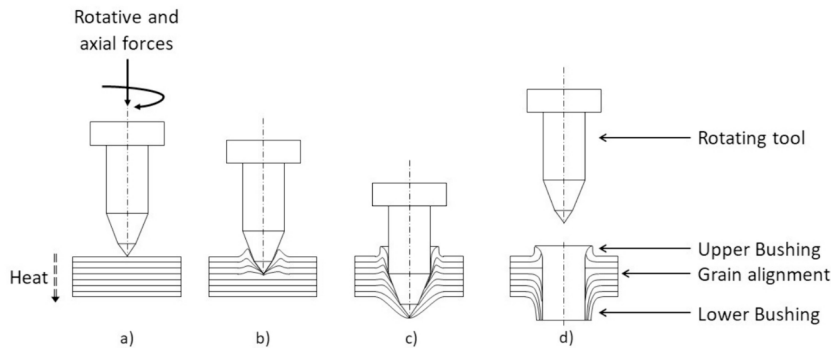 Rotative and
axial forces
Rotating tool
Upper Bushing
Heat
Grain alignment
Lower Bushing
a)
b)
c)
d)